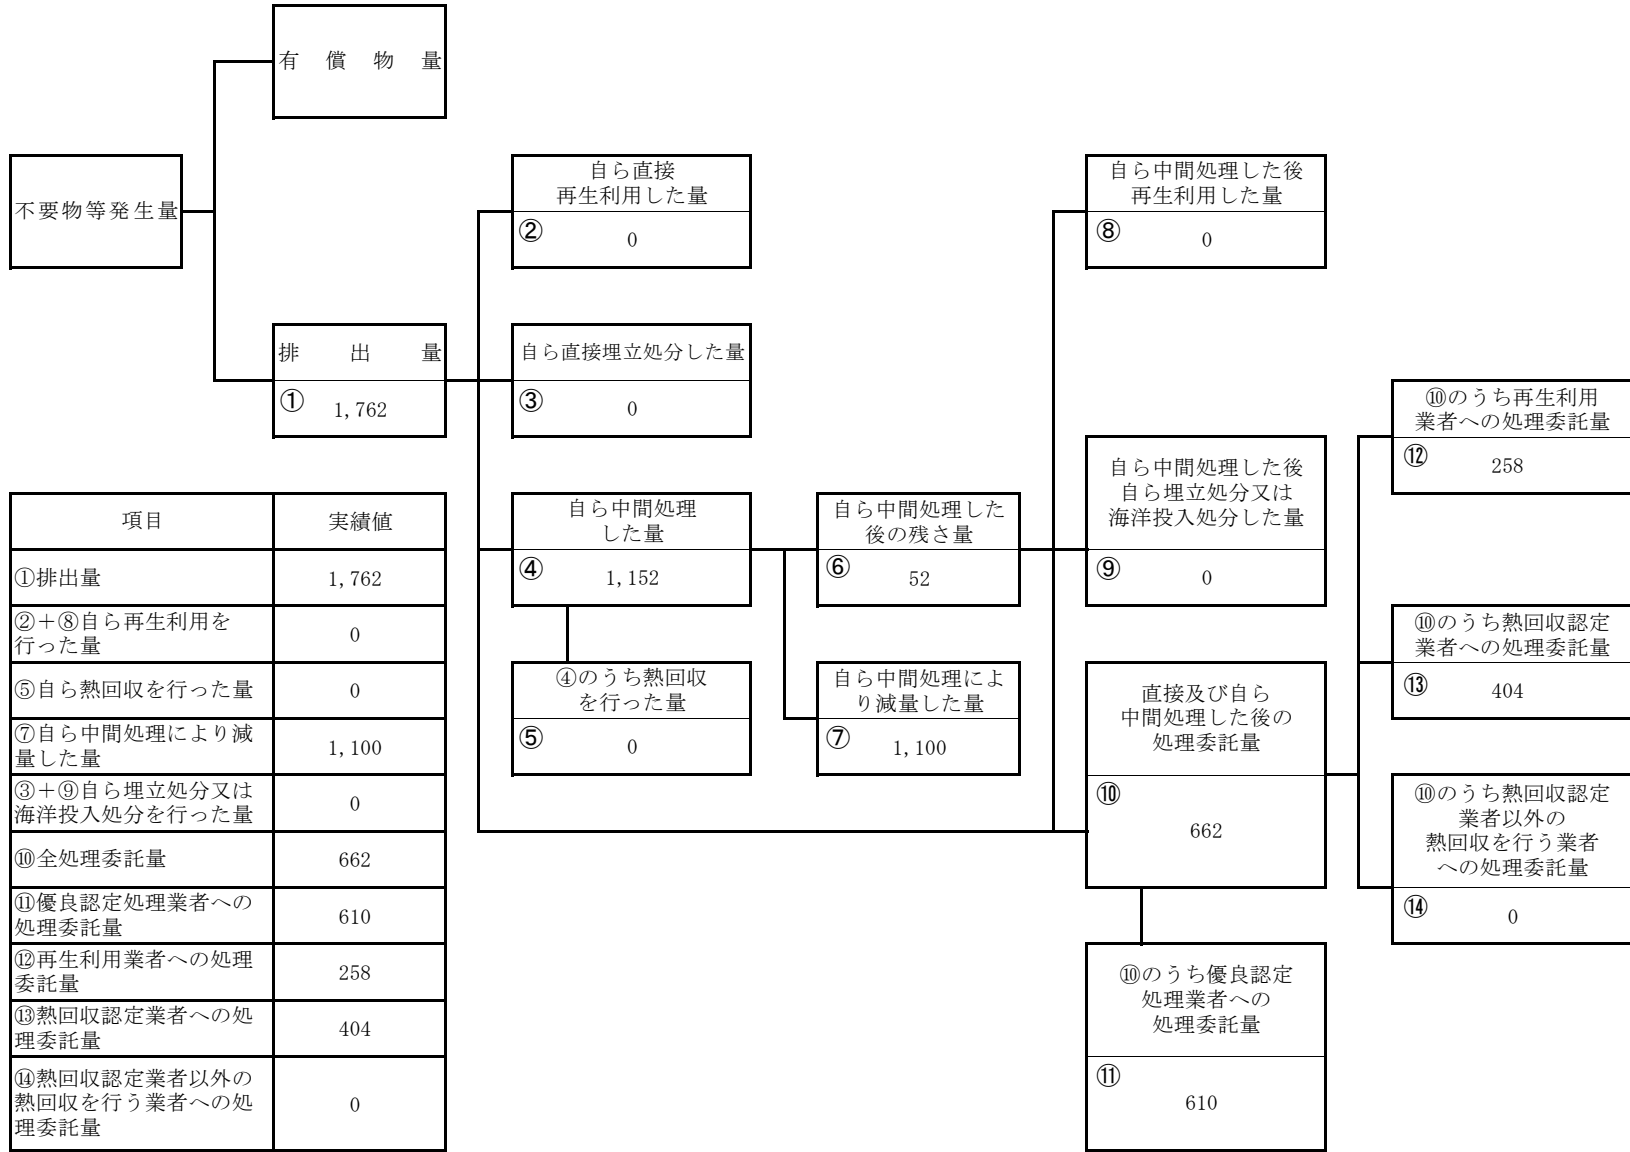 有償物量
不要物等発生量
排出量
① 1,762
自ら直接
再生利用した量
② 0
自ら直接埋立処分した量
③ 0
自ら中間処理
した量
④ 1,152
④のうち熱回収
を行った量
⑤ 0
自ら中間処理した
後の残さ量
⑥ 52
自ら中間処理によ
り減量した量
⑦ 1,100
自ら中間処理した後
再生利用した量
⑧ 0
自ら中間処理した後
自ら埋立処分又は
海洋投入処分した量
⑨ 0
直接及び自ら
中間処理した後の
処理委託量
⑩
662
⑩のうち優良認定
処理業者への
処理委託量
⑪
610
⑩のうち再生利用
業者への処理委託量
⑫ 258
⑩のうち熱回収認定
業者への処理委託量
⑬ 404
⑩のうち熱回収認定
業者以外の
熱回収を行う業者
への処理委託量
⑭ 0
項目 実績値
①排出量 1,762
②+⑧自ら再生利用を
行った量 0
⑤自ら熱回収を行った量 0
⑦自ら中間処理により減
量した量 1,100
③+⑨自ら埋立処分又は
海洋投入処分を行った量 0
⑩全処理委託量 662
⑪優良認定処理業者への
処理委託量 610
⑫再生利用業者への処理
委託量 258
⑬熱回収認定業者への処
理委託量 404
⑭熱回収認定業者以外の
熱回収を行う業者への処
理委託量 0